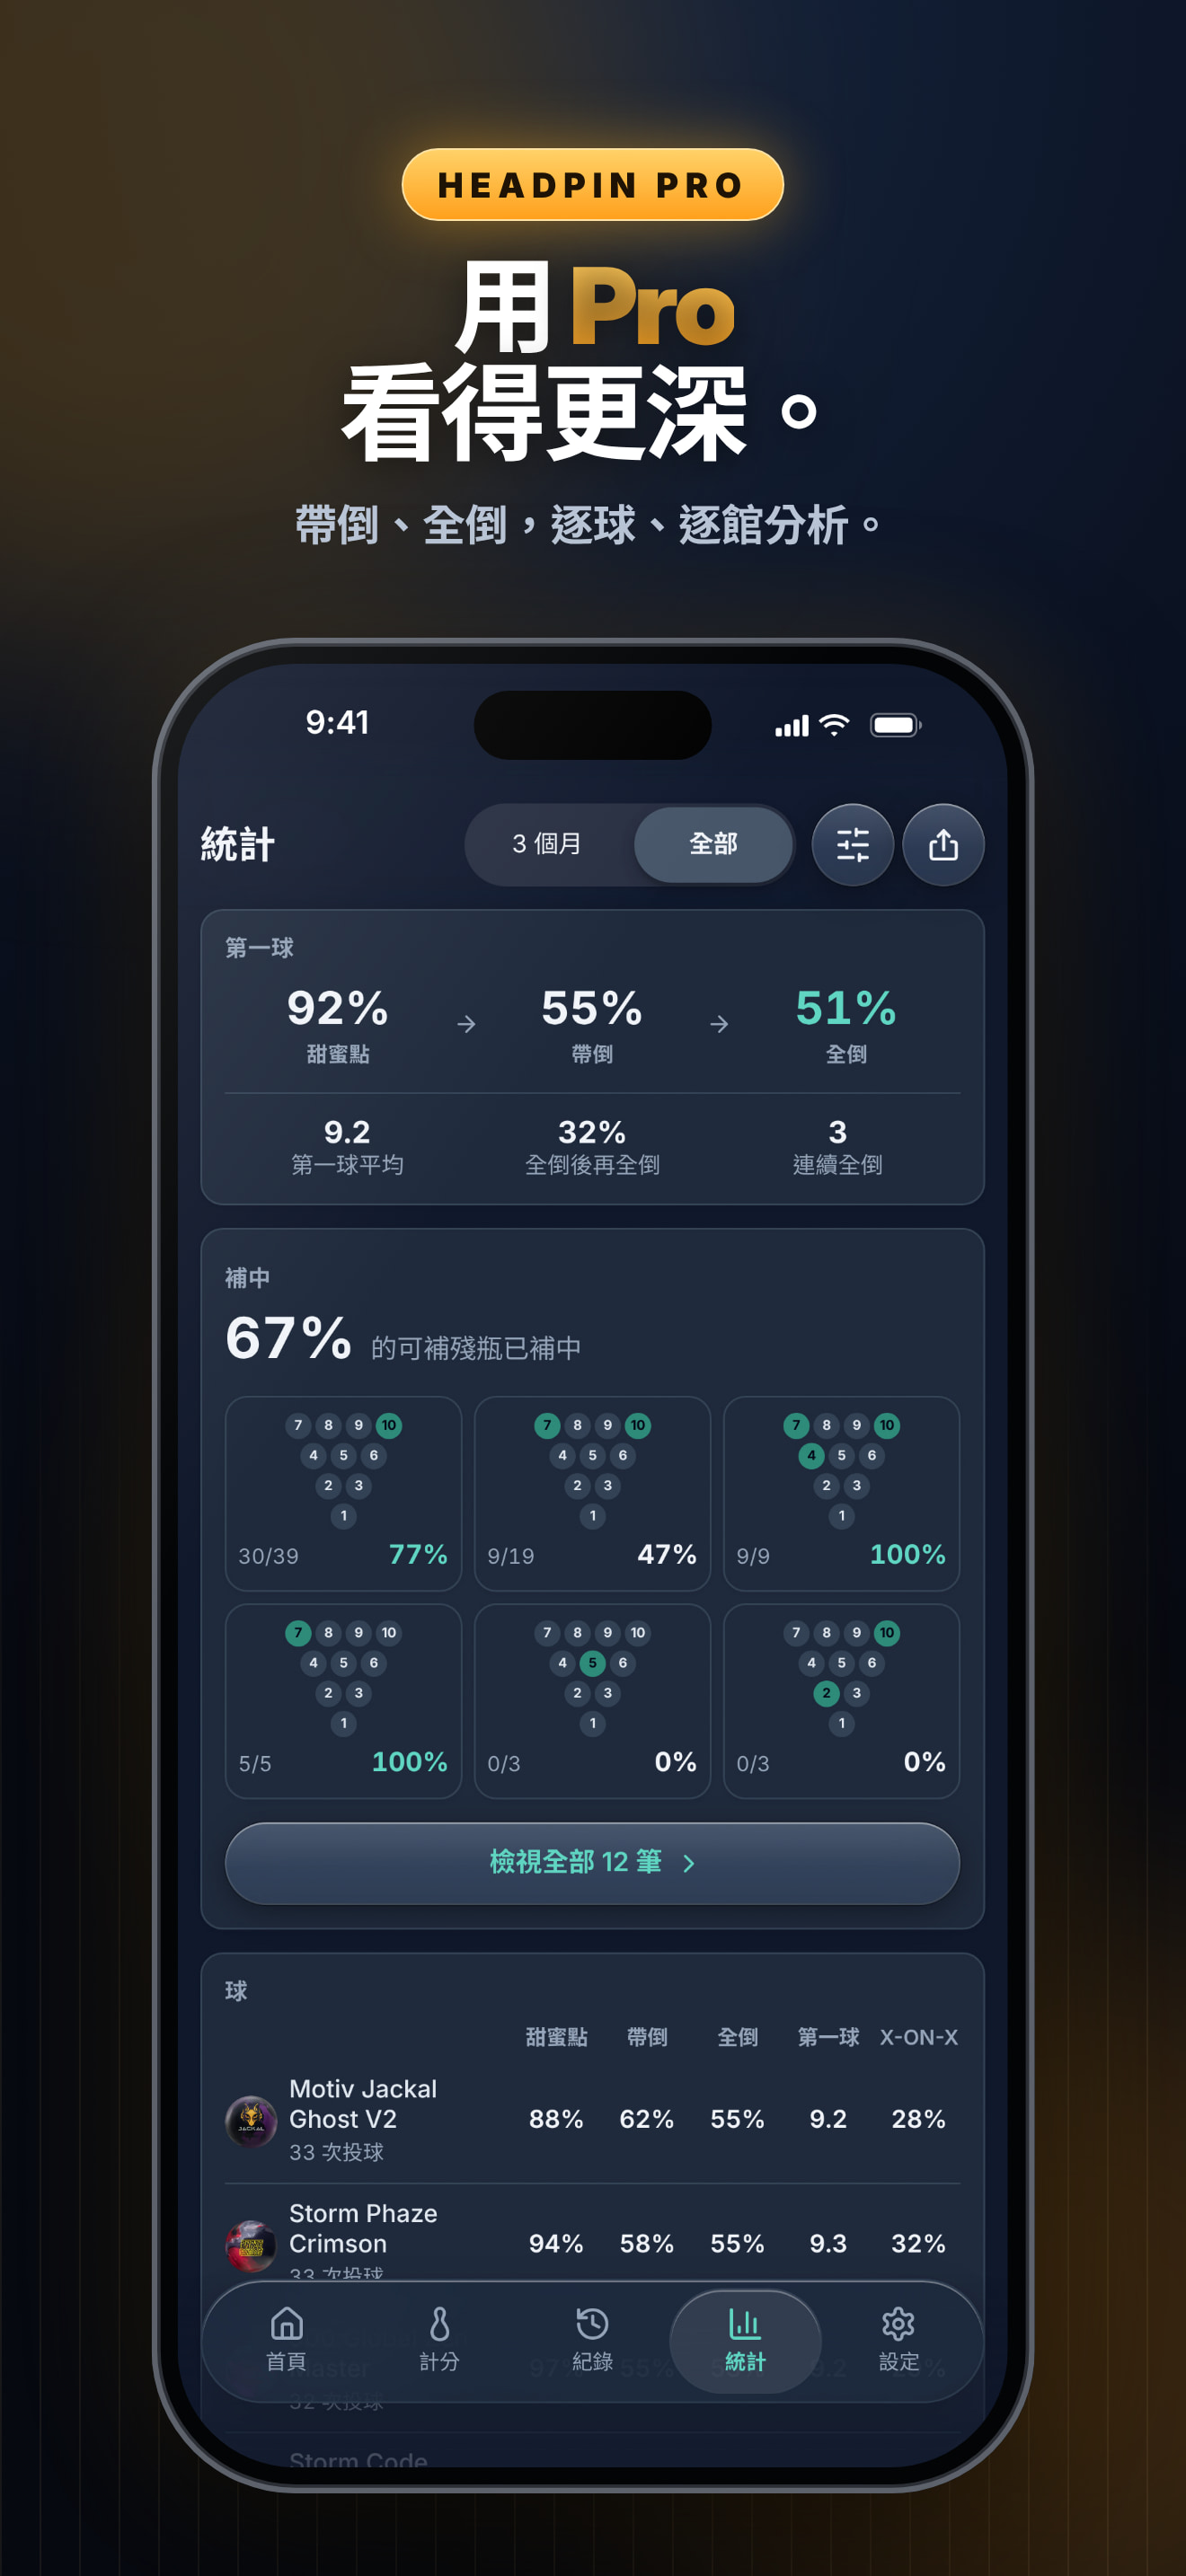 HEADPIN PRO
用 Pro
看得更深。
帶倒、全倒，逐球、逐館分析。
9:41
統計
3 個月
全部
第一球
92% → 55% → 51%
甜蜜點 帶倒 全倒
9.2 32% 3
第一球平均 全倒後再全倒 連續全倒
補中
67% 的可補殘瓶已補中
7 8 9 10 7 8 9 10 7 8 9 10
4 5 6 4 5 6 4 5 6
2 3 2 3 2 3
1 1 1
30/39 77% 9/19 47% 9/9 100%
7 8 9 10 7 8 9 10 7 8 9 10
4 5 6 4 5 6 4 5 6
2 3 2 3 2 3
1 1 1
5/5 100% 0/3 0% 0/3 0%
檢視全部 12 筆
球
甜蜜點 帶倒 全倒 第一球 X-ON-X
Motiv Jackal
Ghost V2
88% 62% 55% 9.2 28%
33 次投球
Storm Phaze
Crimson
94% 58% 55% 9.3 32%
33 次投球
首頁 計分 紀錄 統計 設定
32 次投球
Storm Code